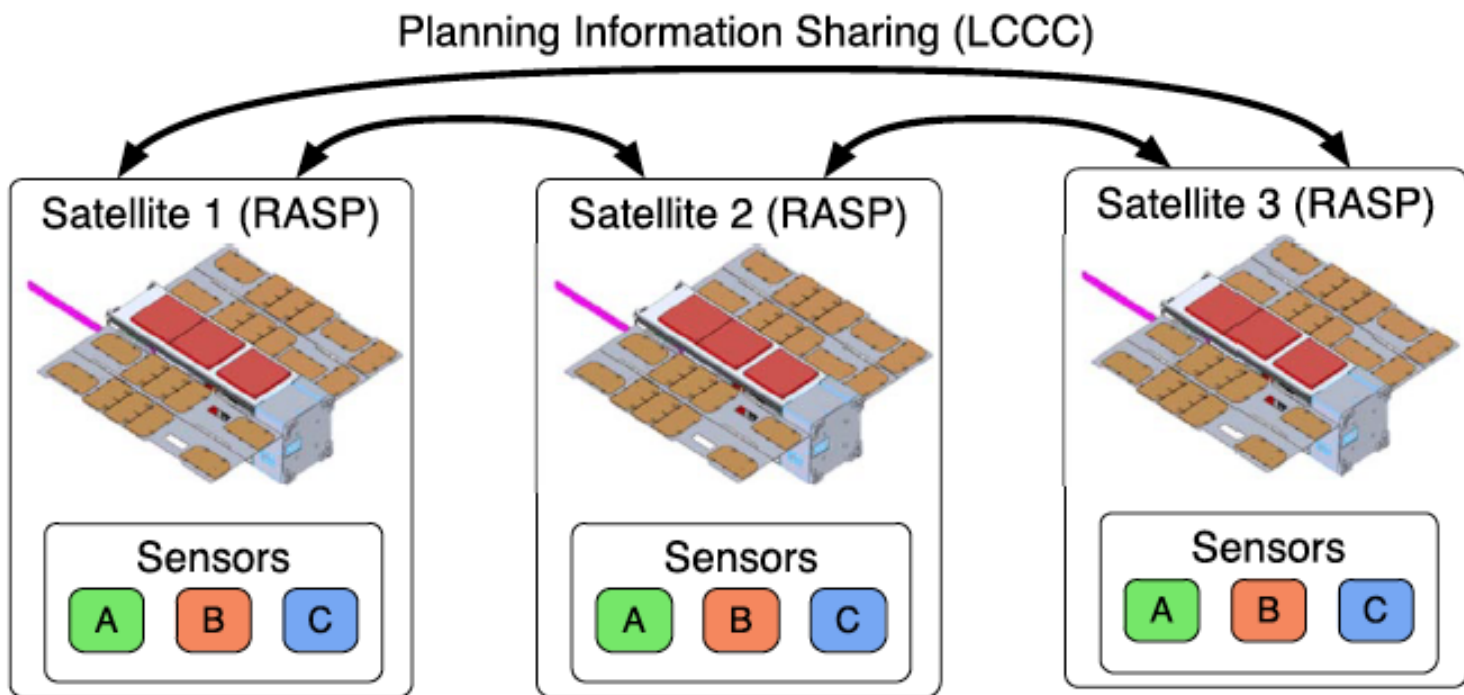 Planning Information Sharing (LCCC)
Satellite 1 (RASP)
Satellite 2 (RASP)
Satellite 3 (RASP)
Sensors
A B C
Sensors
A B C
Sensors
A B C